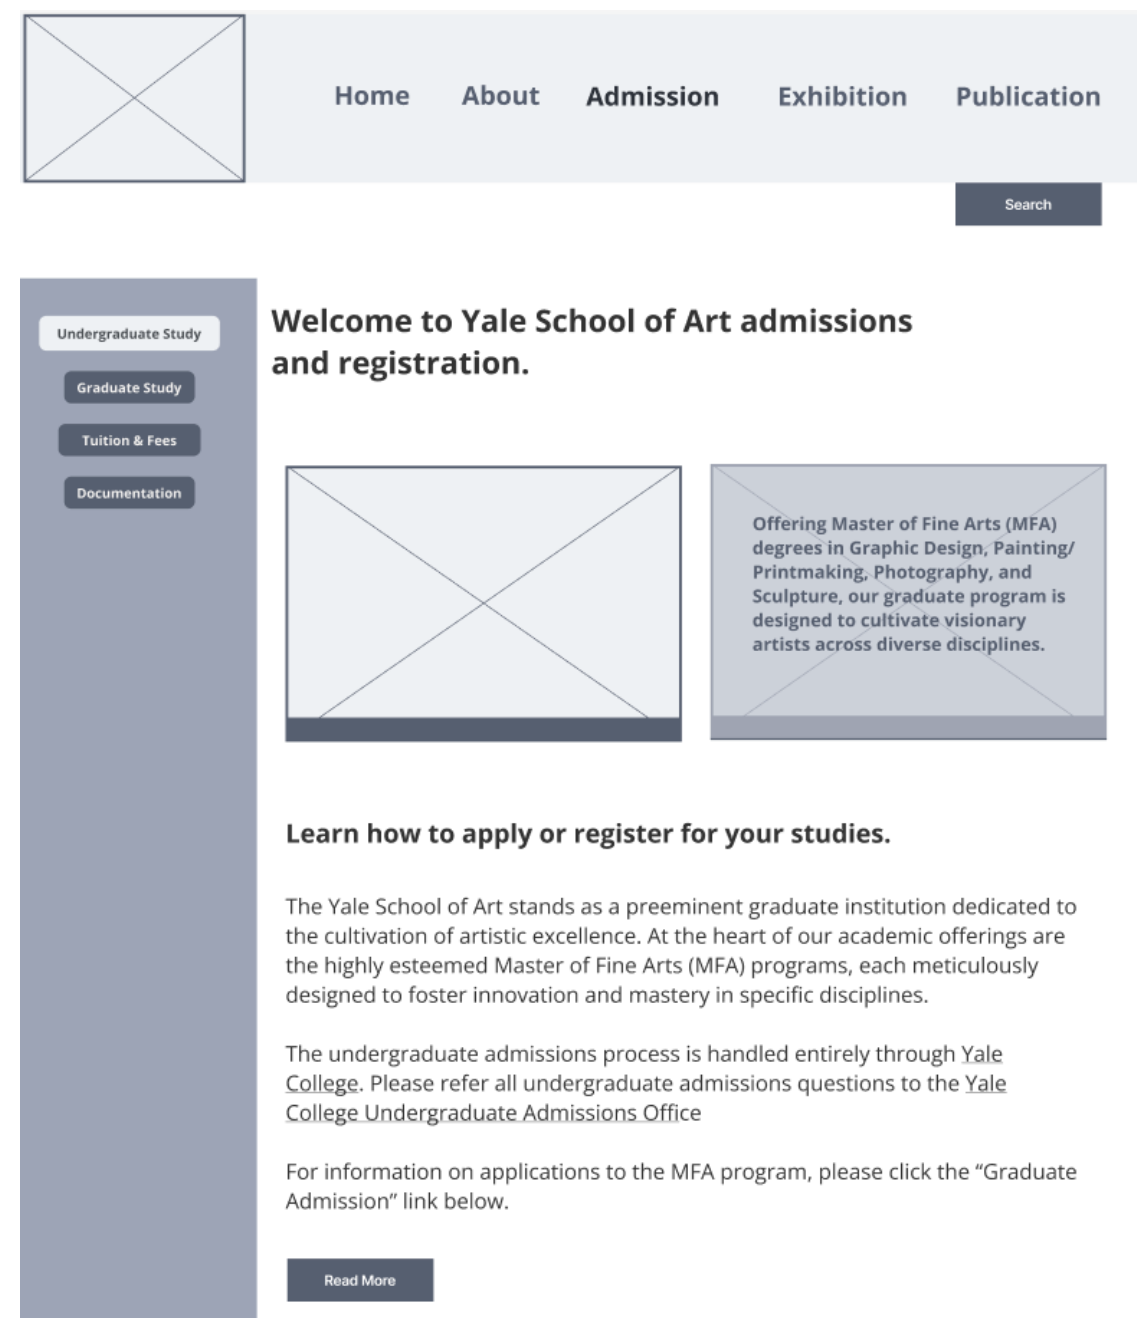 Home About Admission Exhibition Publication
Search
Undergraduate Study
Graduate Study
Tuition & Fees
Documentation
Welcome to Yale School of Art admissions
and registration.
Offering Master of Fine Arts (MFA)
degrees in Graphic Design, Painting/
Printmaking, Photography, and
Sculpture, our graduate program is
designed to cultivate visionary
artists across diverse disciplines.
Learn how to apply or register for your studies.
The Yale School of Art stands as a preeminent graduate institution dedicated to
the cultivation of artistic excellence. At the heart of our academic offerings are
the highly esteemed Master of Fine Arts (MFA) programs, each meticulously
designed to foster innovation and mastery in specific disciplines.
The undergraduate admissions process is handled entirely through Yale
College. Please refer all undergraduate admissions questions to the Yale
College Undergraduate Admissions Office
For information on applications to the MFA program, please click the “Graduate
Admission” link below.
Read More